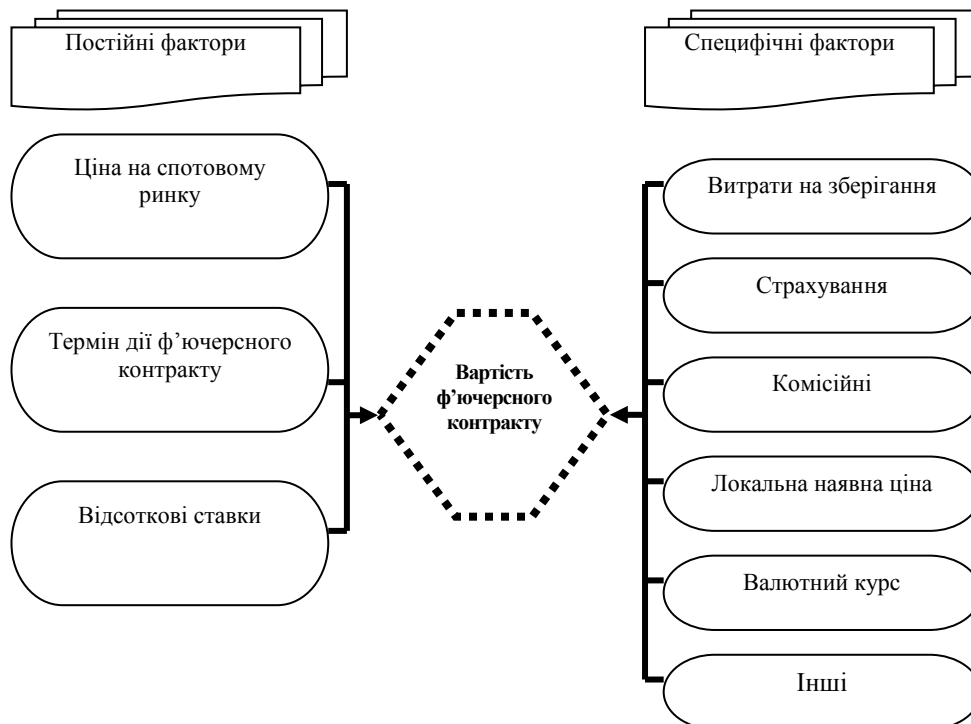 Постійні фактори
Ціна на спотовому
ринку
Термін дії ф’ючерсного
контракту
Відсоткові ставки
Вартість
ф’ючерсного
контракту
Специфічні фактори
Витрати на зберігання
Страхування
Комісійні
Локальна наявна ціна
Валютний курс
Інші